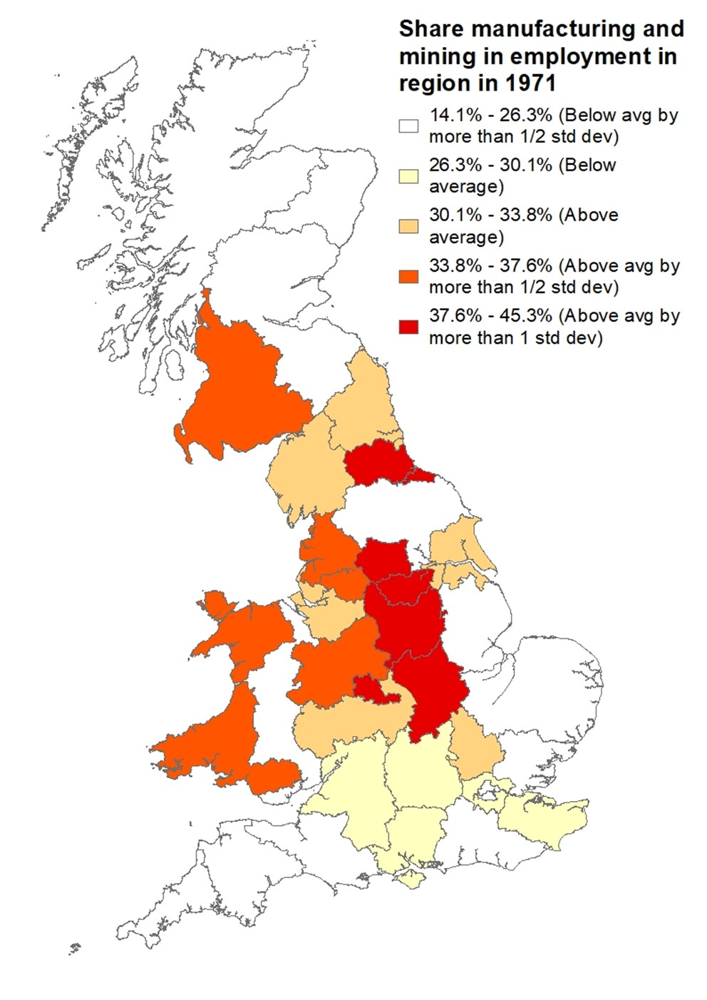 Share manufacturing and
mining in employment in
region in 1971
14.1% - 26.3% (Below avg by
more than 1/2 std dev)
26.3% - 30.1% (Below
average)
30.1% - 33.8% (Above
average)
33.8% - 37.6% (Above avg by
more than 1/2 std dev)
37.6% - 45.3% (Above avg by
more than 1 std dev)